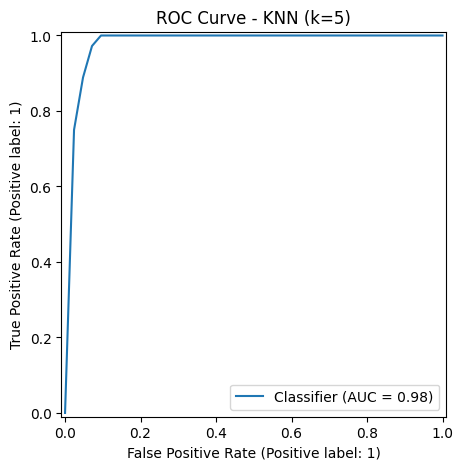 ROC Curve - KNN (k=5)
True Positive Rate (Positive label: 1)
1.0
0.8
0.6
0.4
0.2
0.0
Classifier (AUC = 0.98)
0.0 0.2 0.4 0.6 0.8 1.0
False Positive Rate (Positive label: 1)